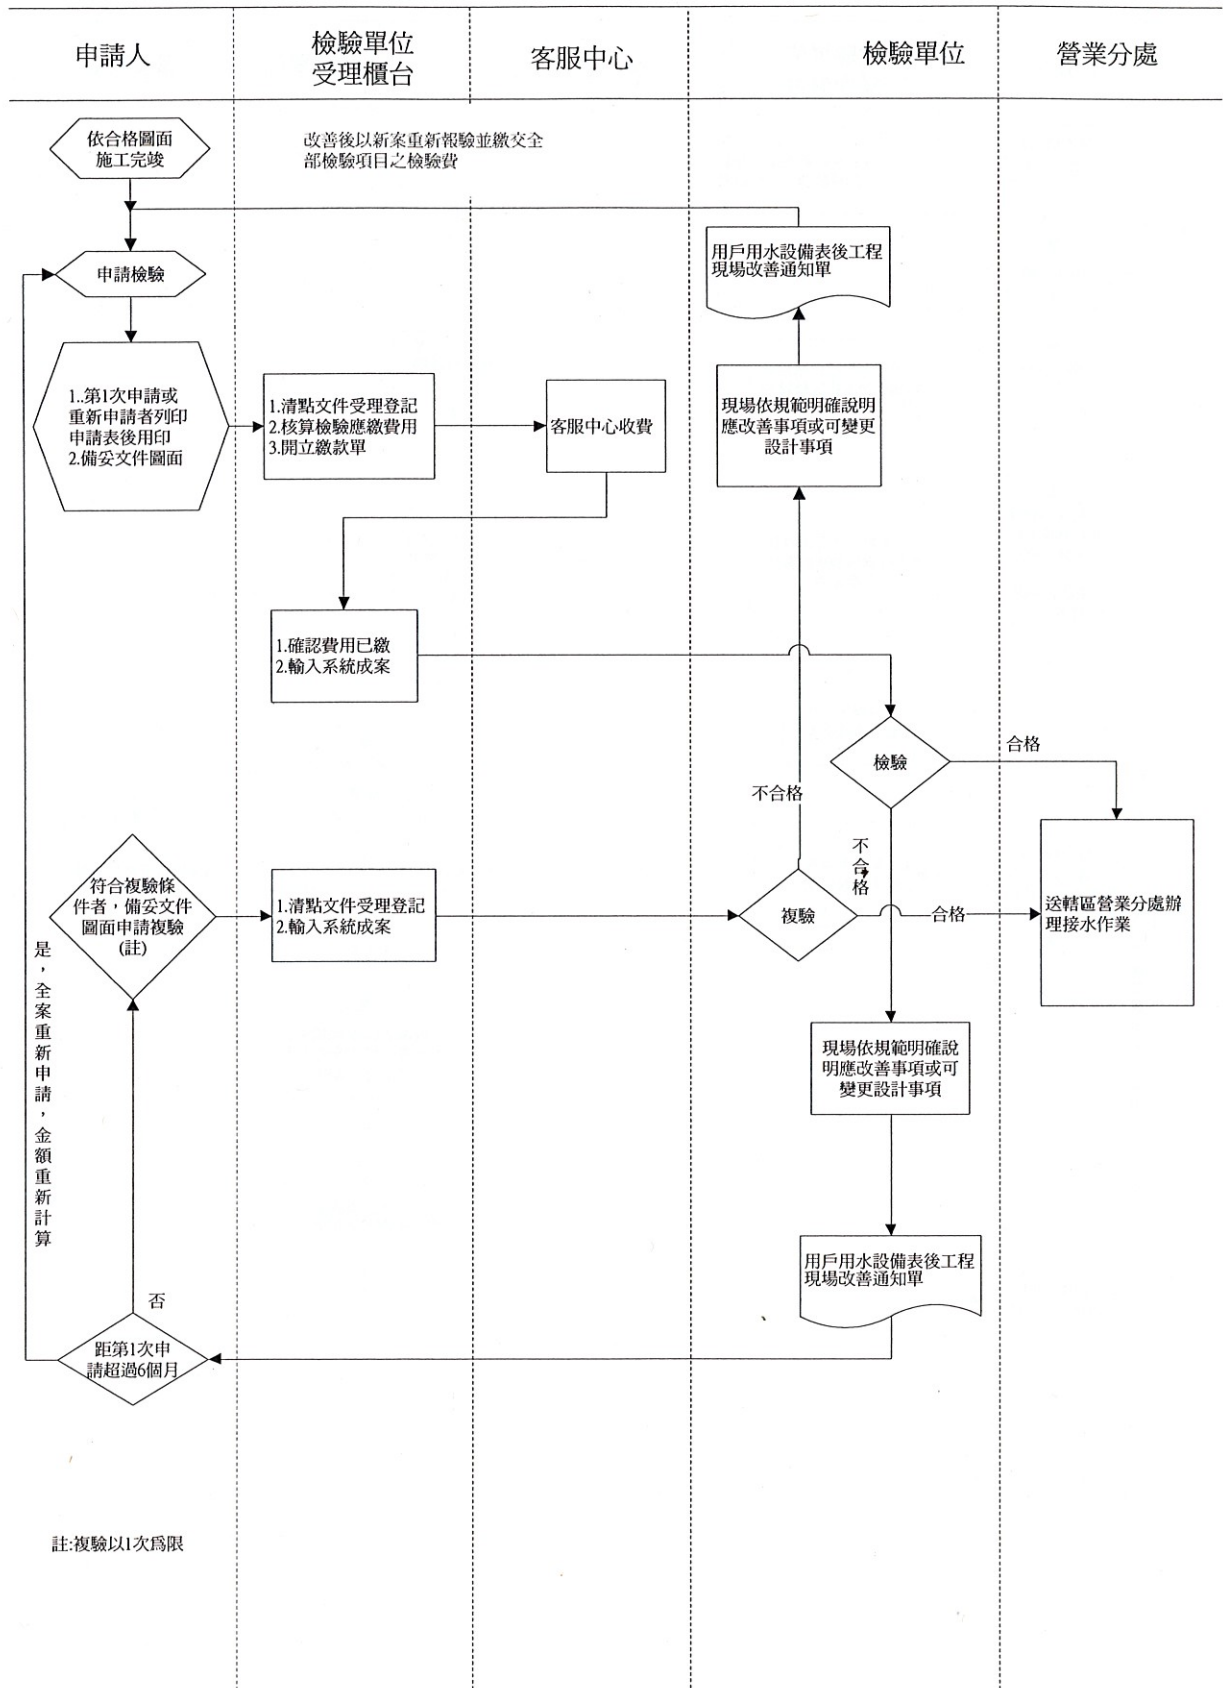 申請人
檢驗單位
受理櫃台
客服中心
檢驗單位
營業分處
依合格圖面
施工完竣
改善後以新案重新報驗並繳交全
部檢驗項目之檢驗費
用戶用水設備表後工程
現場改善通知單
申請檢驗
1..第1次申請或
重新申請者列印
申請表後用印
2.備妥文件圖面
1.清點文件受理登記
2.核算檢驗應繳費用
3.開立繳款單
客服中心收費
現場依規範明確說明
應改善事項或可變更
設計事項
1.確認費用已繳
2.輸入系統成案
檢驗
合格
不合格
不合格
符合複驗條
件者，備妥文件
圖面申請複驗
(註)
1.清點文件受理登記
2.輸入系統成案
複驗
合格
送轄區營業分處辦
理接水作業
是，全案重新申請，金額重新計算
現場依規範明確說
明應改善事項或可
變更設計事項
用戶用水設備表後工程
現場改善通知單
否
距第1次申
請超過6個月
註:複驗以1次爲限